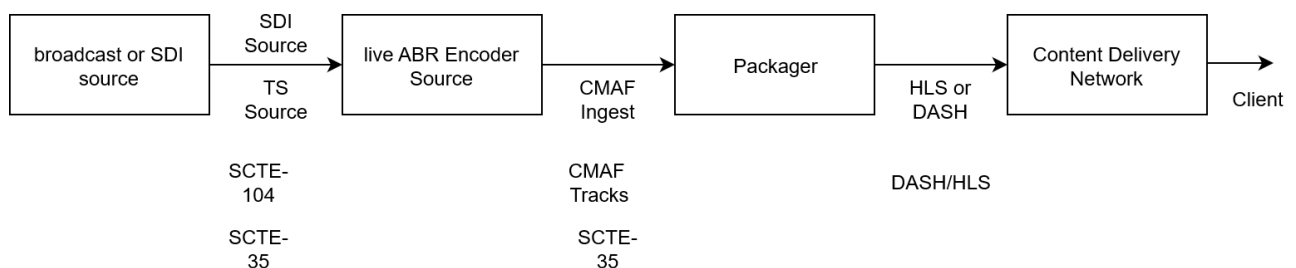 broadcast or SDI
source
SDI
Source
TS
Source
live ABR Encoder
Source
CMAF
Ingest
Packager
HLS or
DASH
Content Delivery
Network
Client
SCTE-
104
CMAF
Tracks
DASH/HLS
SCTE-
35
SCTE-
35